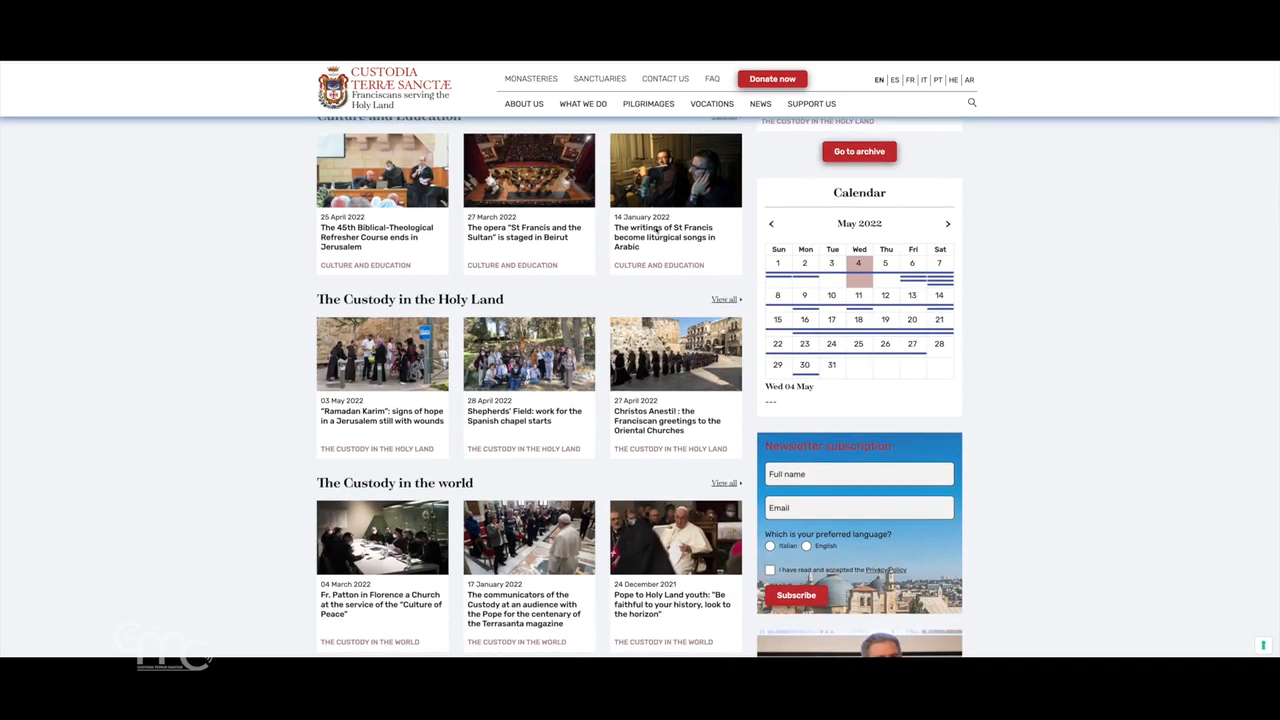 CUSTODIA
TERRÆ SANCTÆ
Franciscans serving the
Holy Land
MONASTERIES SANCTUARIES CONTACT US FAQ Donate now
EN | ES | FR | IT | PT | HE | AR
ABOUT US WHAT WE DO PILGRIMAGES VOCATIONS NEWS SUPPORT US
Culture and Education
25 April 2022
The 45th Biblical-Theological
Refresher Course ends in
Jerusalem
CULTURE AND EDUCATION
27 March 2022
The opera “St Francis and the
Sultan” is staged in Beirut
CULTURE AND EDUCATION
14 January 2022
The writings of St Francis
become liturgical songs in
Arabic
CULTURE AND EDUCATION
The Custody in the Holy Land
View all
03 May 2022
“Ramadan Karim”: signs of hope
in a Jerusalem still with wounds
THE CUSTODY IN THE HOLY LAND
28 April 2022
Shepherds’ Field: work for the
Spanish chapel starts
THE CUSTODY IN THE HOLY LAND
27 April 2022
Christos Anesti! : the
Franciscan greetings to the
Oriental Churches
THE CUSTODY IN THE HOLY LAND
The Custody in the world
View all
04 March 2022
Fr. Patton in Florence a Church
at the service of the “Culture of
Peace”
THE CUSTODY IN THE WORLD
17 January 2022
The communicators of the
Custody at an audience with
the Pope for the centenary of
the Terrasanta magazine
THE CUSTODY IN THE WORLD
24 December 2021
Pope to Holy Land youth: “Be
faithful to your history, look to
the horizon”
THE CUSTODY IN THE WORLD
THE CUSTODY IN THE HOLY LAND
Go to archive
Calendar
May 2022
Sun Mon Tue Wed Thu Fri Sat
1 2 3 4 5 6 7
8 9 10 11 12 13 14
15 16 17 18 19 20 21
22 23 24 25 26 27 28
29 30 31
Wed 04 May
---
Newsletter subscription
Full name
Email
Which is your preferred language?
Italian English
I have read and accepted the Privacy Policy
Subscribe
cmc
CUSTODIA TERRÆ SANCTÆ